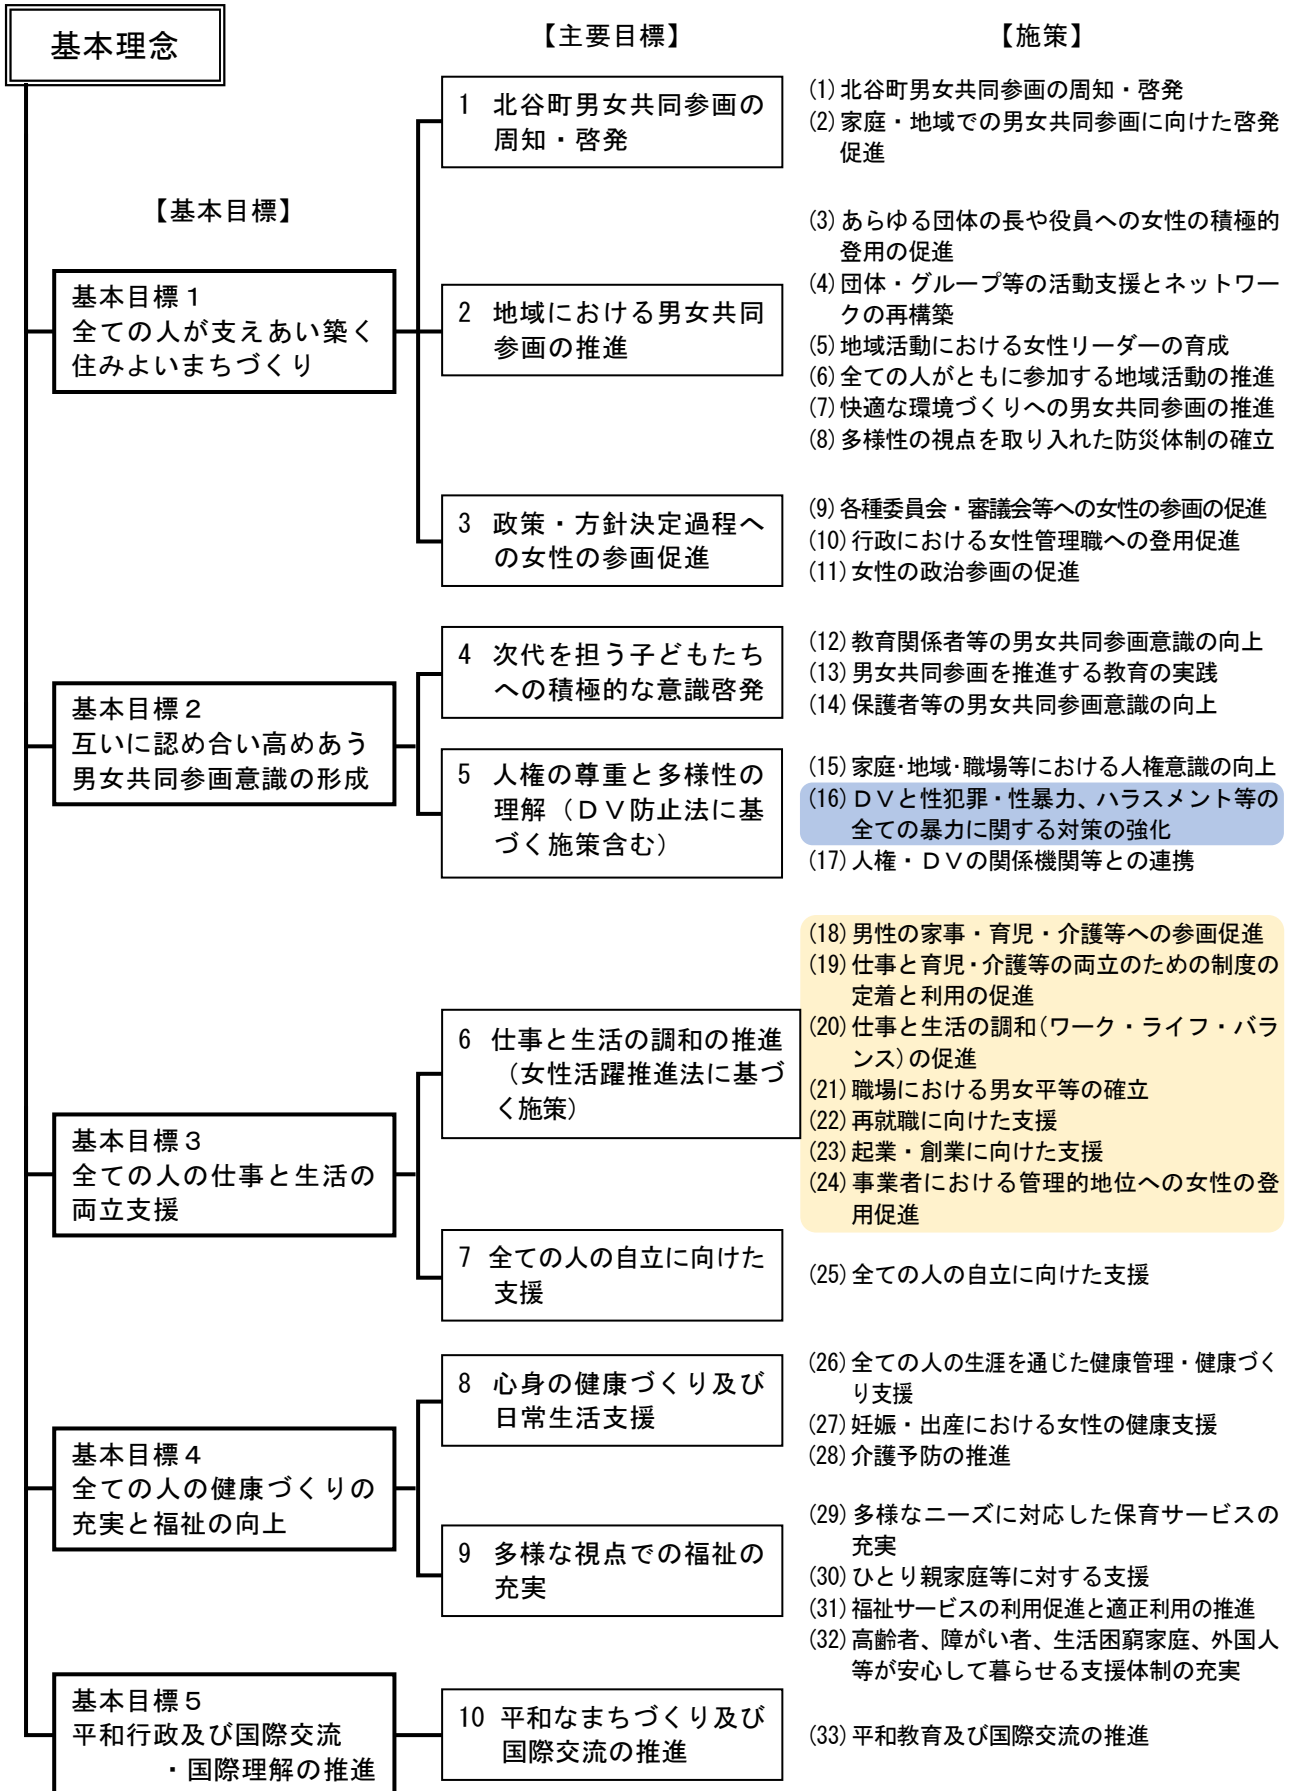 基本理念
【主要目標】
【施策】
【基本目標】
基本目標１
全ての人が支えあい築く
住みよいまちづくり
1 北谷町男女共同参画の
周知・啓発
(1)北谷町男女共同参画の周知・啓発
(2)家庭・地域での男女共同参画に向けた啓発
促進
2 地域における男女共同
参画の推進
(3)あらゆる団体の長や役員への女性の積極的
登用の促進
(4)団体・グループ等の活動支援とネットワー
クの再構築
(5)地域活動における女性リーダーの育成
(6)全ての人がともに参加する地域活動の推進
(7)快適な環境づくりへの男女共同参画の推進
(8)多様性の視点を取り入れた防災体制の確立
3 政策・方針決定過程へ
の女性の参画促進
(9)各種委員会・審議会等への女性の参画の促進
(10)行政における女性管理職への登用促進
(11)女性の政治参画の促進
基本目標２
互いに認め合い高めあう
男女共同参画意識の形成
4 次代を担う子どもたち
への積極的な意識啓発
(12)教育関係者等の男女共同参画意識の向上
(13)男女共同参画を推進する教育の実践
(14)保護者等の男女共同参画意識の向上
5 人権の尊重と多様性の
理解（ＤＶ防止法に基
づく施策含む）
(15)家庭・地域・職場等における人権意識の向上
(16)ＤＶと性犯罪・性暴力、ハラスメント等の
全ての暴力に関する対策の強化
(17)人権・ＤＶの関係機関等との連携
基本目標３
全ての人の仕事と生活の
両立支援
6 仕事と生活の調和の推進
（女性活躍推進法に基づ
く施策）
(18)男性の家事・育児・介護等への参画促進
(19)仕事と育児・介護等の両立のための制度の
定着と利用の促進
(20)仕事と生活の調和(ワーク・ライフ・バラ
ンス)の促進
(21)職場における男女平等の確立
(22)再就職に向けた支援
(23)起業・創業に向けた支援
(24)事業者における管理的地位への女性の登
用促進
7 全ての人の自立に向けた
支援
(25)全ての人の自立に向けた支援
基本目標４
全ての人の健康づくりの
充実と福祉の向上
8 心身の健康づくり及び
日常生活支援
(26)全ての人の生涯を通じた健康管理・健康づく
り支援
(27)妊娠・出産における女性の健康支援
(28)介護予防の推進
9 多様な視点での福祉の
充実
(29)多様なニーズに対応した保育サービスの
充実
(30)ひとり親家庭等に対する支援
(31)福祉サービスの利用促進と適正利用の推進
(32)高齢者、障がい者、生活困窮家庭、外国人
等が安心して暮らせる支援体制の充実
基本目標５
平和行政及び国際交流
・国際理解の推進
10 平和なまちづくり及び
国際交流の推進
(33)平和教育及び国際交流の推進